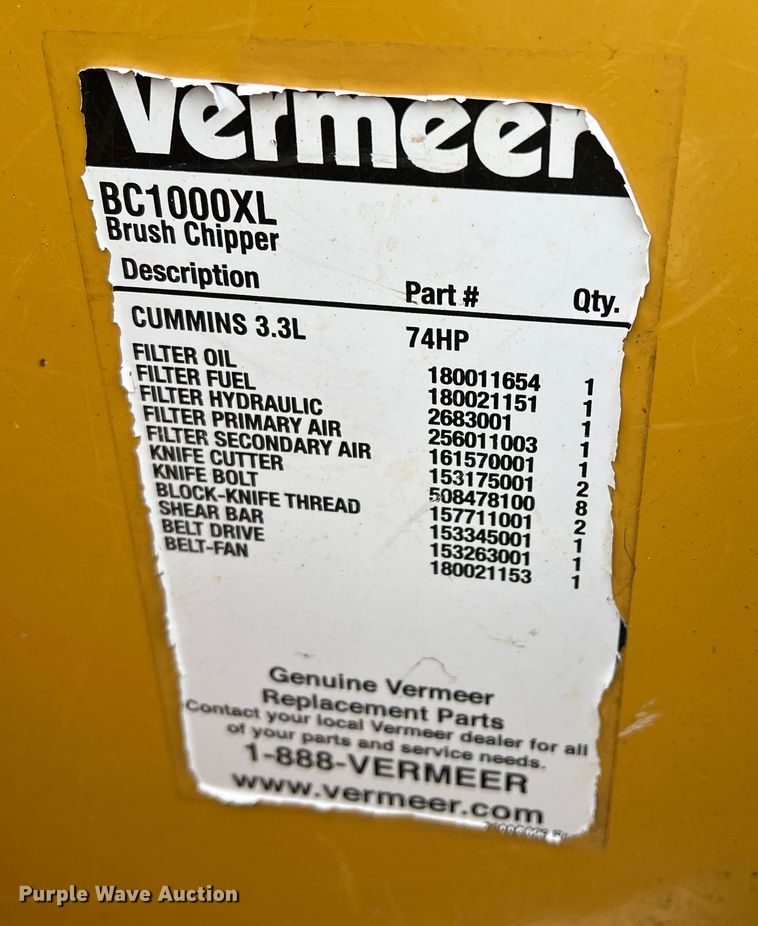 Vermeer
BC1000XL
Brush Chipper
Description Part # Qty.
CUMMINS 3.3L 74HP
FILTER OIL 180011654 1
FILTER FUEL 180021151 1
FILTER HYDRAULIC 2683001 1
FILTER PRIMARY AIR 256011003 1
FILTER SECONDARY AIR 161570001 1
KNIFE CUTTER 153175001 2
KNIFE BOLT 508478100 8
BLOCK-KNIFE THREAD 157711001 2
SHEAR BAR 153345001 1
BELT DRIVE 153263001 1
BELT-FAN 180021153 1
Genuine Vermeer
Replacement Parts
Contact your local Vermeer dealer for all
of your parts and service needs.
1-888-VERMEER
www.vermeer.com
Purple Wave Auction